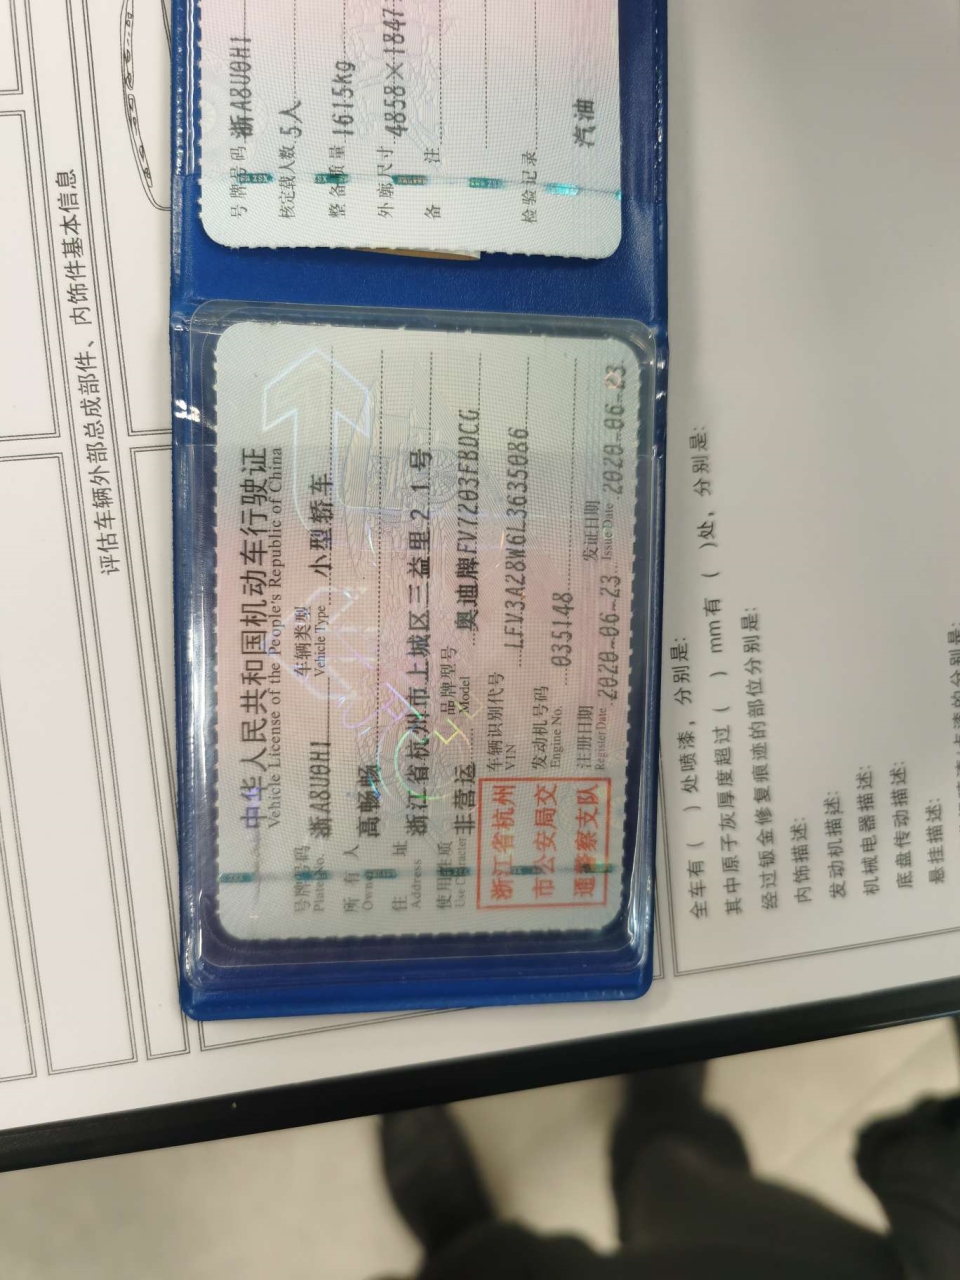 中华人民共和国机动车行驶证
Vehicle License of the People's Republic of China
号牌号码 浙A8U0H1 车辆类型 小型轿车
Plate No. Vehicle Type
所有人 高畅畅
Owner
住址 浙江省杭州市上城区三益里21号
Address
使用性质 非营运 品牌型号 奥迪牌FV7203FBDCG
Use Character Model
浙江省杭州
市公安局交
通警察支队
车辆识别代号 LFV3A28W6L3635086
VIN
发动机号码 035148
Engine No.
注册日期 2020-06-23 发证日期 2020-06-23
Register Date Issue Date
号牌号码 浙A8U0H1
核定载人数 5人
整备质量 1615kg
外廓尺寸 4858×1847
备注
检验记录
汽油
评估车辆外部总成部件、内饰件基本信息
全车有（ ）处喷漆，分别是:
其中原子灰厚度超过（ ）mm有（ )处，分别是:
经过钣金修复痕迹的部位分别是:
内饰描述:
发动机描述:
机械电器描述:
底盘传动描述:
悬挂描述: